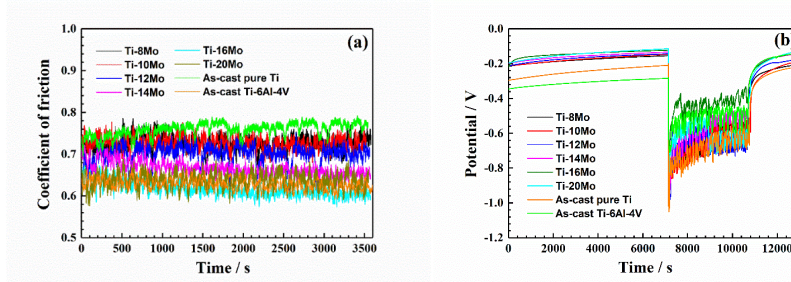 (a)
Coefficient of friction
1.0
0.9
0.8
0.7
0.6
0.5
Ti-8Mo Ti-16Mo
Ti-10Mo Ti-20Mo
Ti-12Mo As-cast pure Ti
Ti-14Mo As-cast Ti-6Al-4V
0 500 1000 1500 2000 2500 3000 3500
Time / s
(b
Potential / V
0.0
-0.2
-0.4
-0.6
-0.8
-1.0
-1.2
Ti-8Mo
Ti-10Mo
Ti-12Mo
Ti-14Mo
Ti-16Mo
Ti-20Mo
As-cast pure Ti
As-cast Ti-6Al-4V
0 2000 4000 6000 8000 10000 12000
Time / s